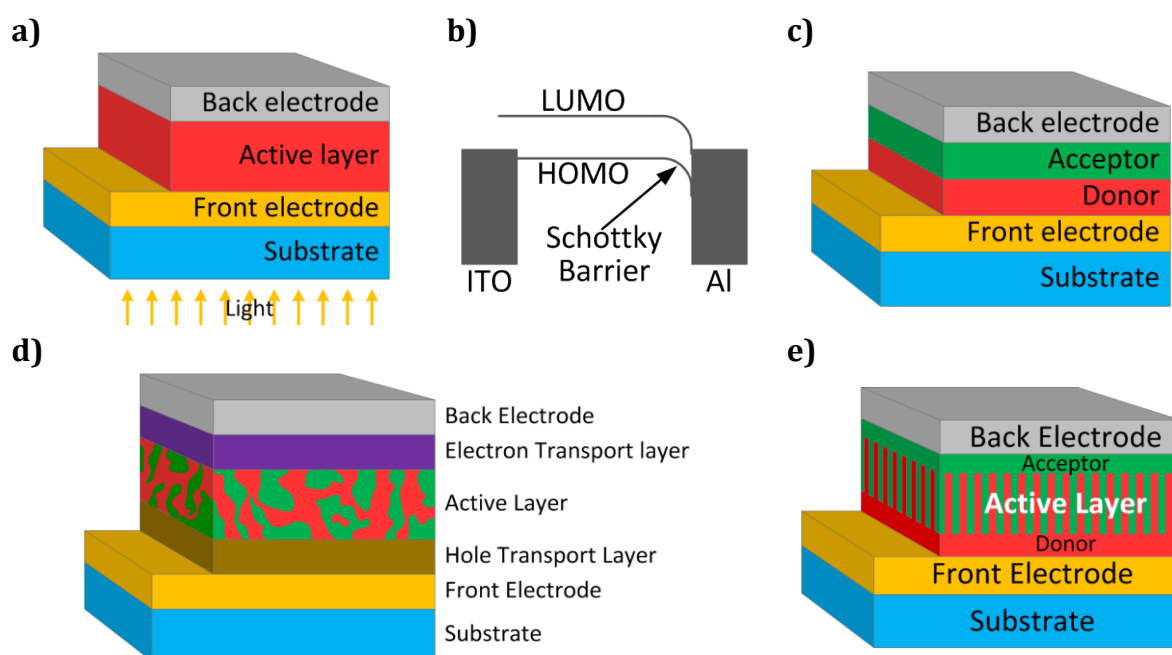 a)
Back electrode
Active layer
Front electrode
Substrate
Light
b)
LUMO
HOMO
Schottky
Barrier
ITO
Al
c)
Back electrode
Acceptor
Donor
Front electrode
Substrate
d)
Back Electrode
Electron Transport layer
Active Layer
Hole Transport Layer
Front Electrode
Substrate
e)
Back Electrode
Acceptor
Active Layer
Donor
Front Electrode
Substrate